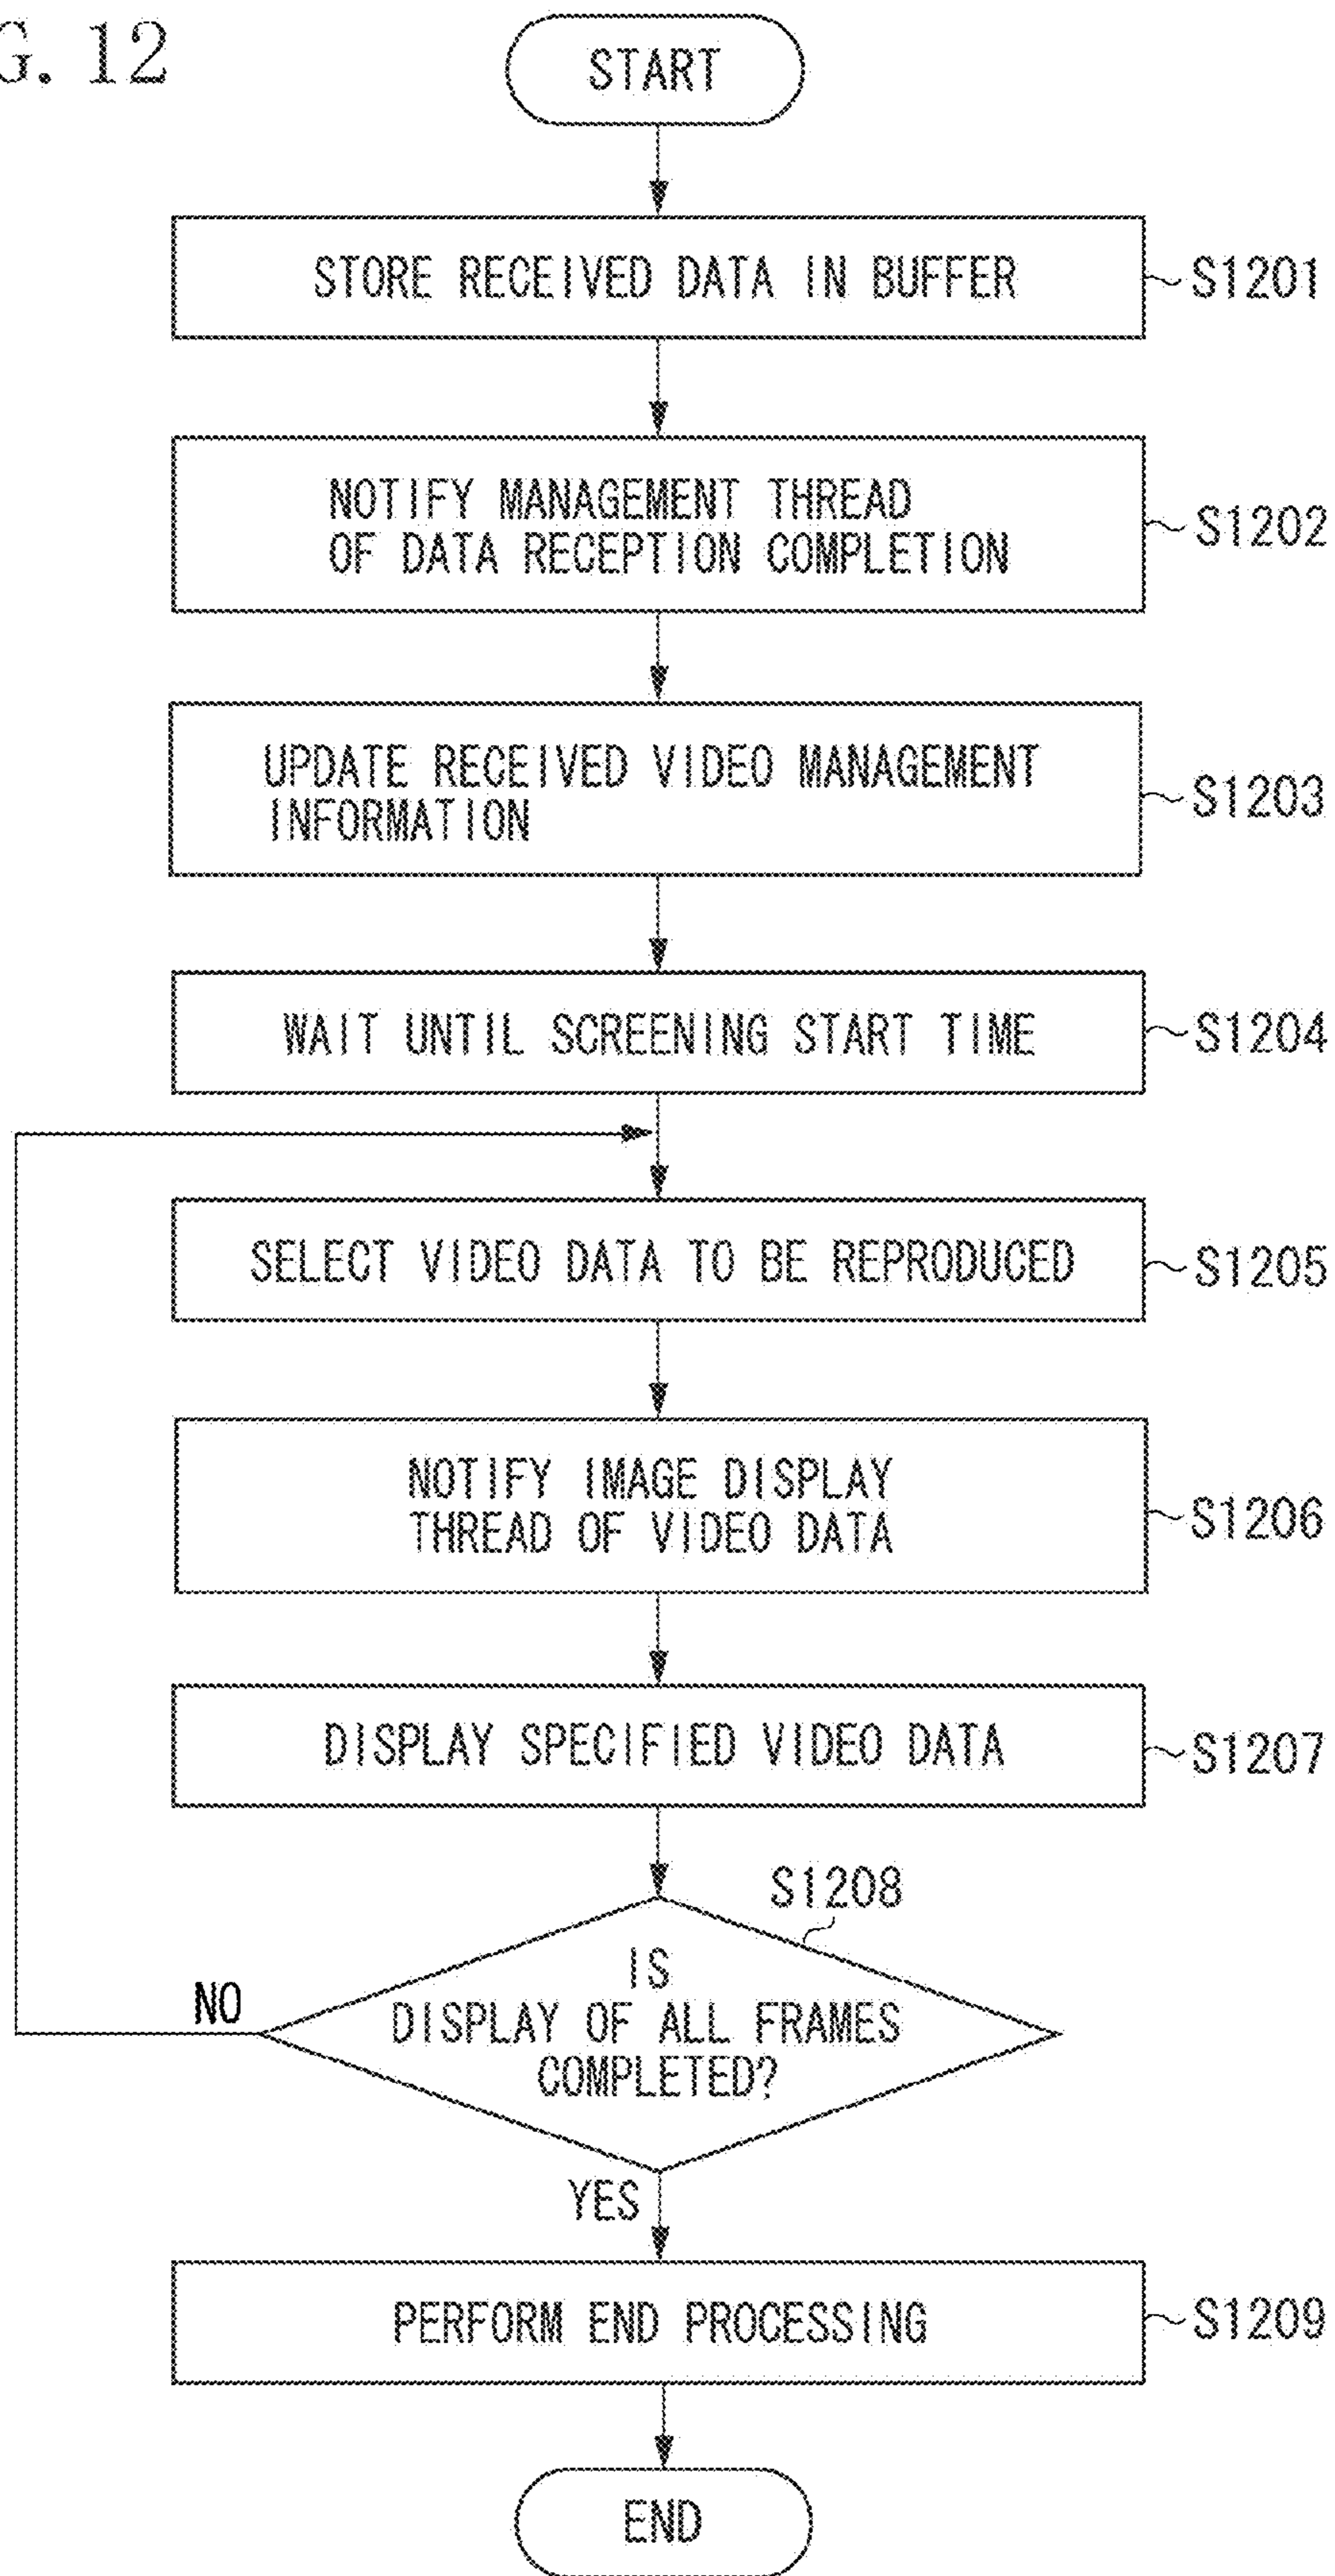 G. 12
START
STORE RECEIVED DATA IN BUFFER
S1201
NOTIFY MANAGEMENT THREAD
OF DATA RECEPTION COMPLETION
S1202
UPDATE RECEIVED VIDEO MANAGEMENT
INFORMATION
S1203
WAIT UNTIL SCREENING START TIME
S1204
SELECT VIDEO DATA TO BE REPRODUCED
S1205
NOTIFY IMAGE DISPLAY
THREAD OF VIDEO DATA
S1206
DISPLAY SPECIFIED VIDEO DATA
S1207
S1208
IS
DISPLAY OF ALL FRAMES
COMPLETED?
NO
YES
PERFORM END PROCESSING
S1209
END